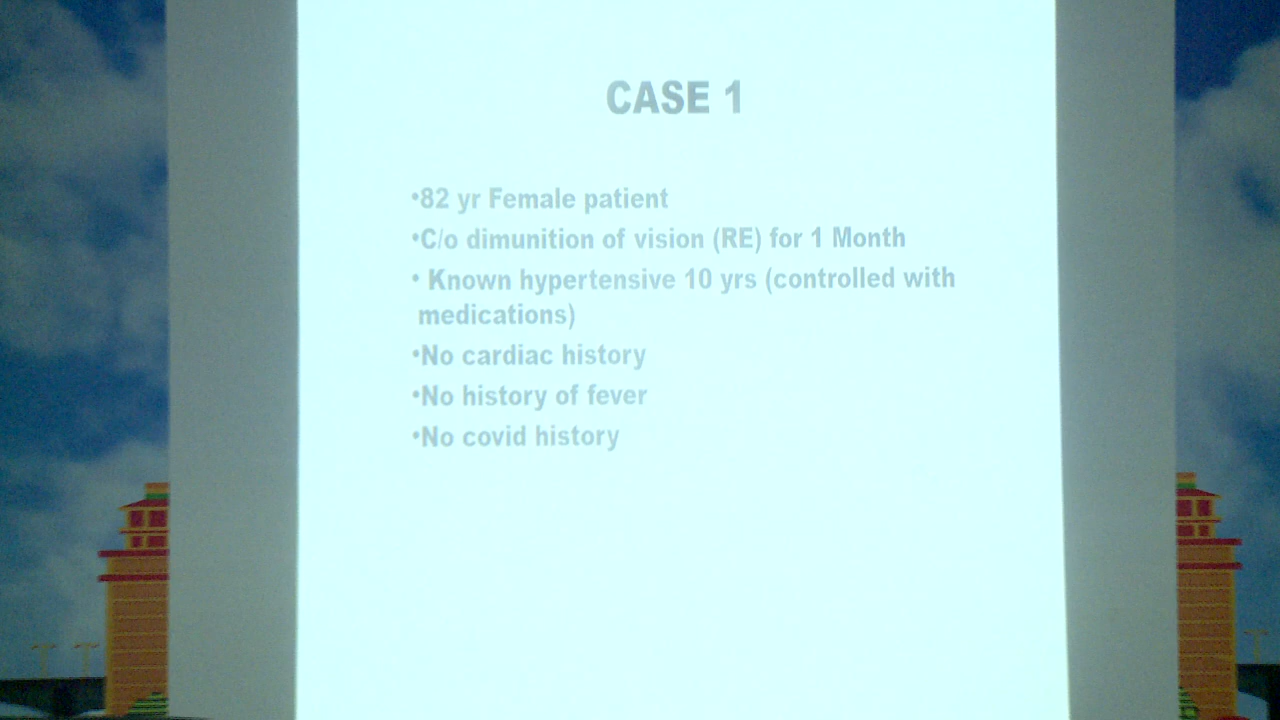 CASE 1
•82 yr Female patient
•C/o dimunition of vision (RE) for 1 Month
• Known hypertensive 10 yrs (controlled with
medications)
•No cardiac history
•No history of fever
•No covid history